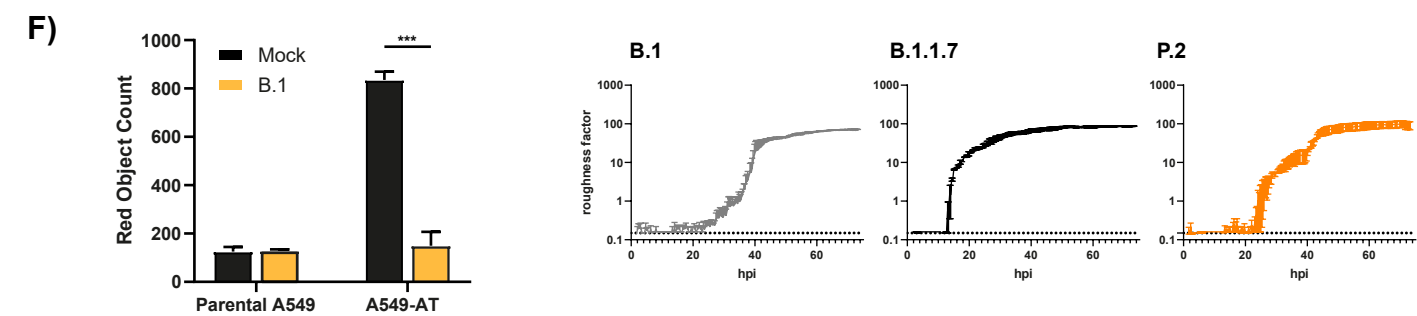 F)
Red Object Count
1000
800
600
400
200
0
Mock
B.1
***
Parental A549
A549-AT
B.1
roughness factor
1000
100
10
1
0.1
0
20
40
60
hpi
B.1.1.7
1000
100
10
1
0.1
0
20
40
60
hpi
P.2
1000
100
10
1
0.1
0
20
40
60
hpi